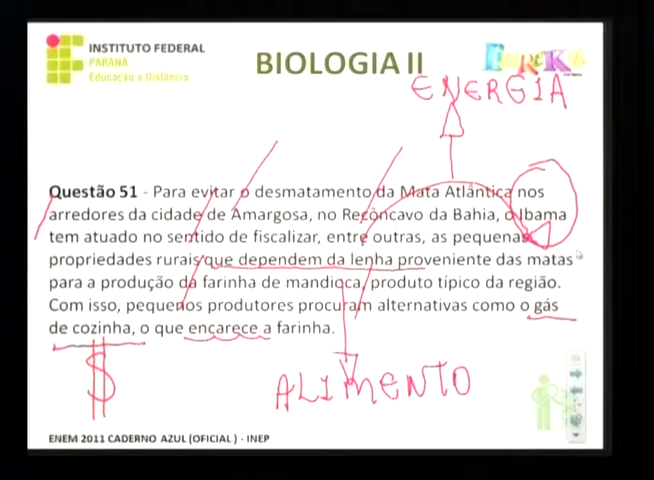 INSTITUTO FEDERAL
PARANÁ
Educação a Distância
BIOLOGIA II
ENERGIA
Questão 51 - Para evitar o desmatamento da Mata Atlântica nos
arredores da cidade de Amargosa, no Recôncavo da Bahia, o Ibama
tem atuado no sentido de fiscalizar, entre outras, as pequenas
propriedades rurais que dependem da lenha proveniente das matas
para a produção da farinha de mandioca, produto típico da região.
Com isso, pequenos produtores procuram alternativas como o gás
de cozinha, o que encarece a farinha.
$
ALIMENTO
ENEM 2011 CADERNO AZUL (OFICIAL ) - INEP